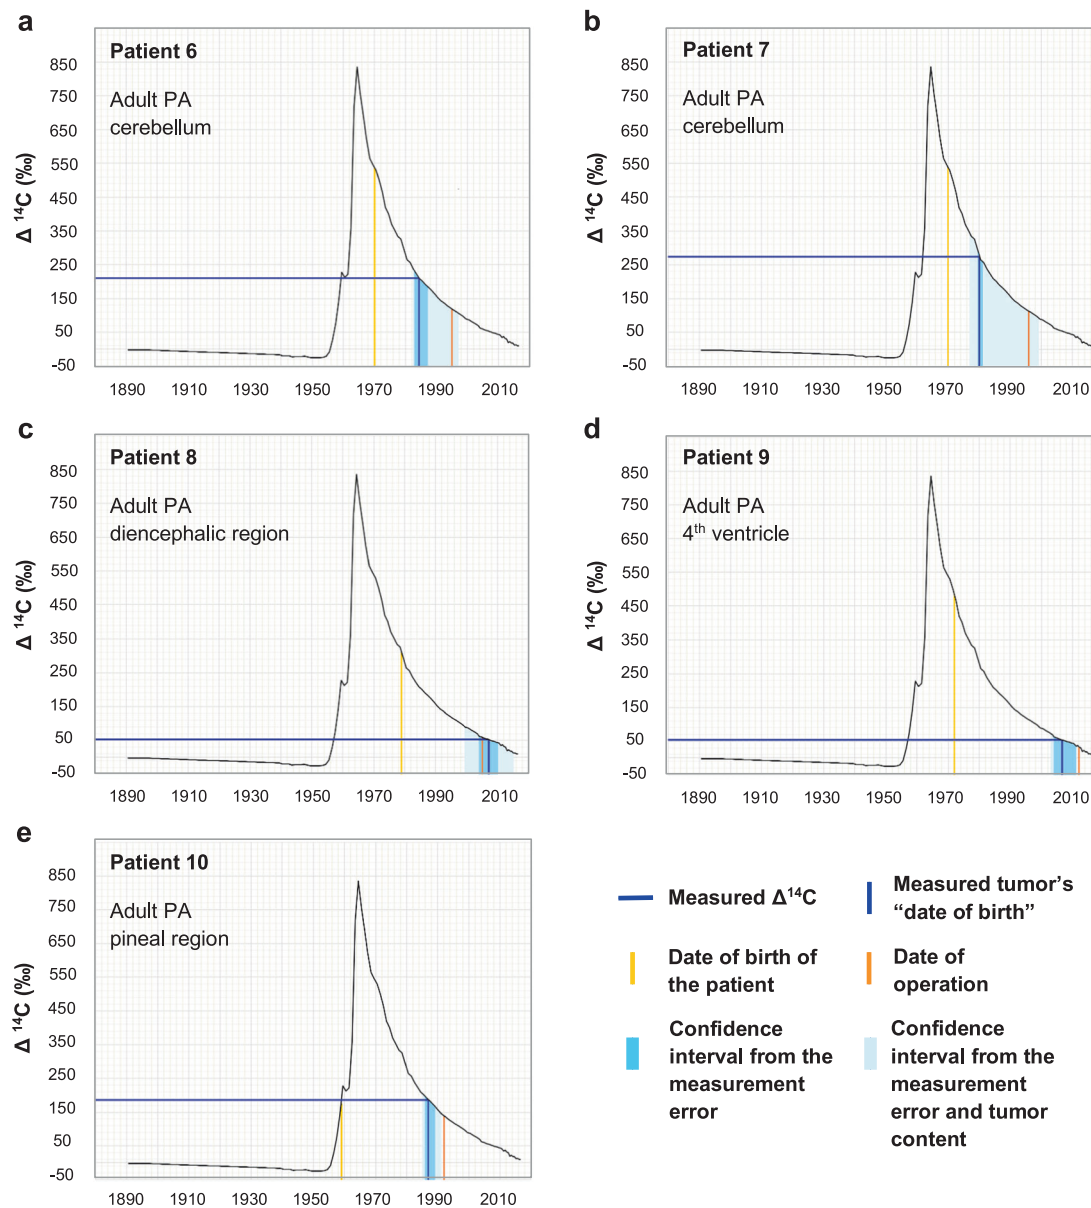 a
Patient 6
Adult PA
cerebellum
Δ ¹⁴C (‰)
850
750
650
550
450
350
250
150
50
-50
1890 1910 1930 1950 1970 1990 2010
b
Patient 7
Adult PA
cerebellum
Δ ¹⁴C (‰)
850
750
650
550
450
350
250
150
50
-50
1890 1910 1930 1950 1970 1990 2010
c
Patient 8
Adult PA
diencephalic region
Δ ¹⁴C (‰)
850
750
650
550
450
350
250
150
50
-50
1890 1910 1930 1950 1970 1990 2010
d
Patient 9
Adult PA
4th ventricle
Δ ¹⁴C (‰)
850
750
650
550
450
350
250
150
50
-50
1890 1910 1930 1950 1970 1990 2010
e
Patient 10
Adult PA
pineal region
Δ ¹⁴C (‰)
850
750
650
550
450
350
250
150
50
-50
1890 1910 1930 1950 1970 1990 2010
Measured Δ¹⁴C
Measured tumor's
“date of birth”
Date of birth of
the patient
Date of
operation
Confidence
interval from the
measurement
error
Confidence
interval from the
measurement
error and tumor
content